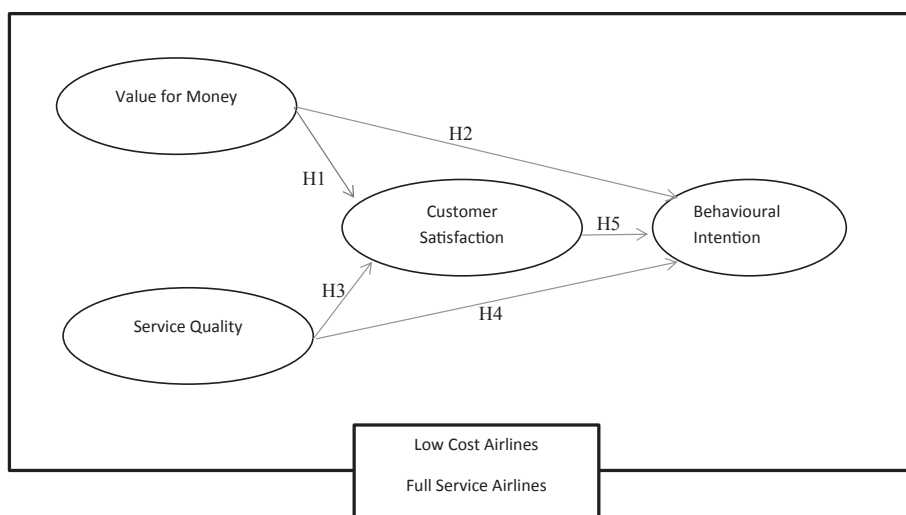 Value for Money
H2
H1
Customer
Satisfaction
H5
Behavioural
Intention
H3
Service Quality
H4
Low Cost Airlines
Full Service Airlines